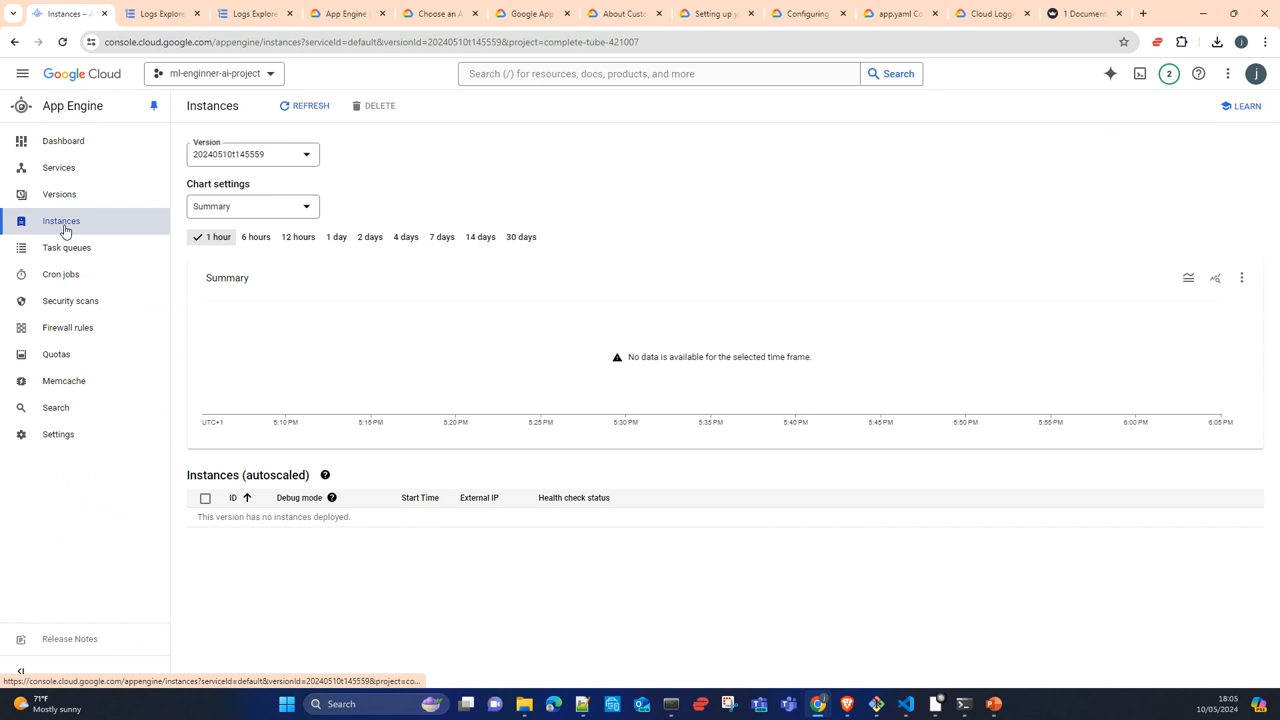 Instances –
Logs Explore
Logs Explore
App Engine
Choose an A
Google App
About Custo
Setting up y
Configuring
app.yaml Co
Cloud Loggi
1 Document
console.cloud.google.com/appengine/instances?serviceId=default&versionId=20240510t145559&project=complete-tube-421007
Google Cloud
ml-enginner-ai-project
Search (/) for resources, docs, products, and more
Search
2
j
App Engine
Instances
REFRESH
DELETE
LEARN
Dashboard
Services
Versions
Instances
Task queues
Cron jobs
Security scans
Firewall rules
Quotas
Memcache
Search
Settings
Release Notes
Version
20240510t145559
Chart settings
Summary
1 hour 6 hours 12 hours 1 day 2 days 4 days 7 days 14 days 30 days
Summary
No data is available for the selected time frame.
UTC+1 5:10 PM 5:15 PM 5:20 PM 5:25 PM 5:30 PM 5:35 PM 5:40 PM 5:45 PM 5:50 PM 5:55 PM 6:00 PM 6:05 PM
Instances (autoscaled)
ID Debug mode Start Time External IP Health check status
This version has no instances deployed.
https://console.cloud.google.com/appengine/instances?serviceId=default&versionId=20240510t145559&project=co...
71°F
Mostly sunny
Search
18:05
10/05/2024